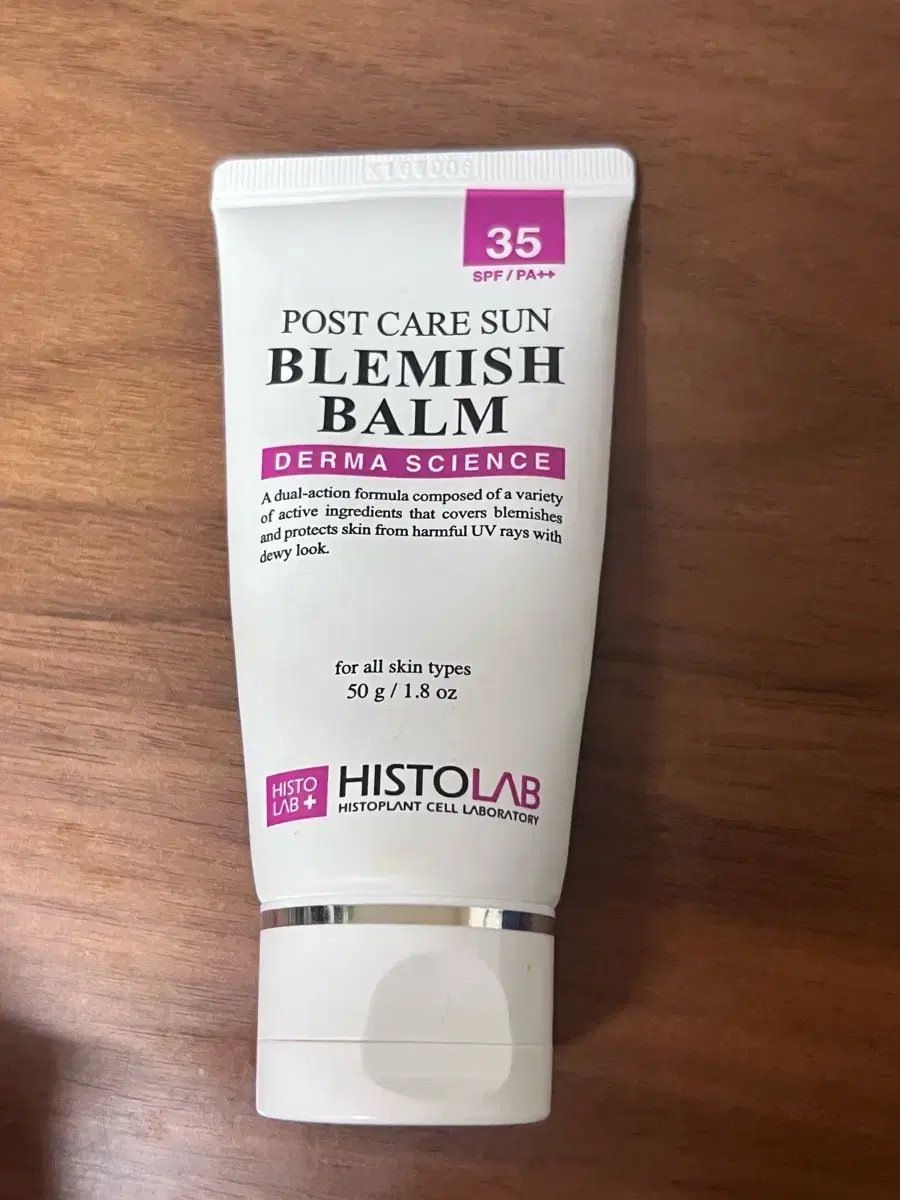 35
SPF / PA++
POST CARE SUN
BLEMISH
BALM
DERMA SCIENCE
A dual-action formula composed of a variety
of active ingredients that covers blemishes
and protects skin from harmful UV rays with
dewy look.
for all skin types
50 g / 1.8 oz
HISTO
LAB +
HISTOLAB
HISTOPLANT CELL LABORATORY